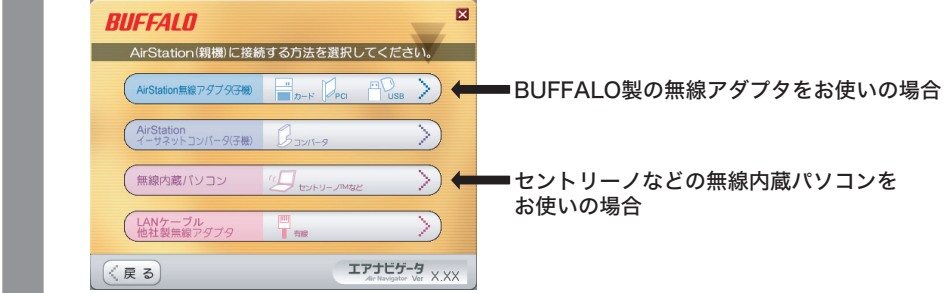 BUFFALO
AirStation(親機)に接続する方法を選択してください。
AirStation無線アダプタ(子機) カード PCI USB
BUFFALO製の無線アダプタをお使いの場合
AirStation
イーサネットコンバータ(子機) コンバータ
無線内蔵パソコン セントリーノTMなど
セントリーノなどの無線内蔵パソコンを
お使いの場合
LANケーブル
他社製無線アダプタ 有線
戻る
エアナビゲータ
Air Navigator Ver X.XX